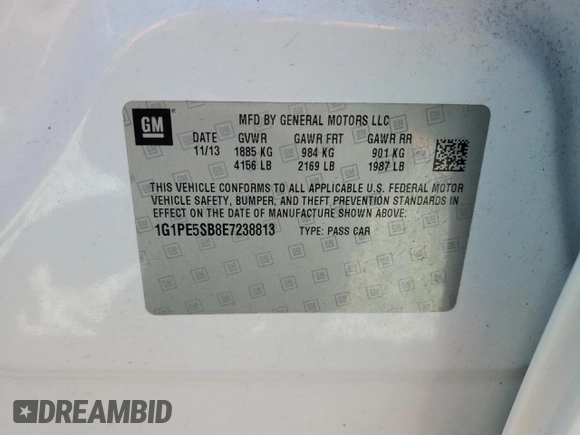 GM
MFD BY GENERAL MOTORS LLC
DATE GVWR GAWR FRT GAWR RR
11/13 1885 KG 984 KG 901 KG
4156 LB 2169 LB 1987 LB
THIS VEHICLE CONFORMS TO ALL APPLICABLE U.S. FEDERAL MOTOR
VEHICLE SAFETY, BUMPER, AND THEFT PREVENTION STANDARDS IN
EFFECT ON THE DATE OF MANUFACTURE SHOWN ABOVE.
1G1PE5SB8E7238813 TYPE: PASS CAR
DREAMBID